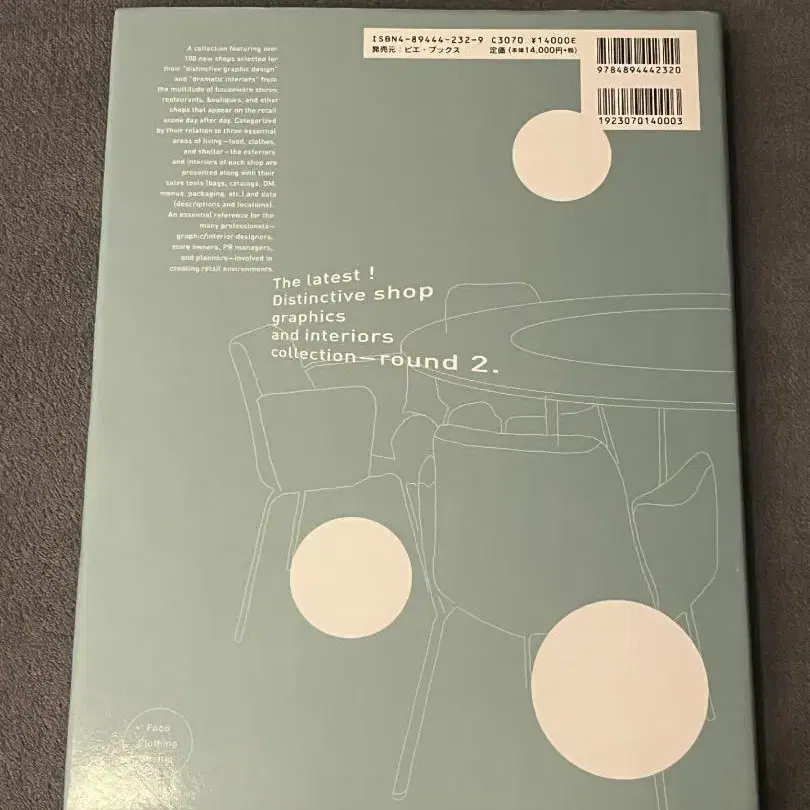 A collection featuring over
100 new shops selected for
their "distinctive graphic design"
and "dramatic interiors" from
the multitude of houseware stores,
restaurants, boutiques, and other
shops that appear on the retail
scene day after day. Categorized
by their relation to three essential
areas of living—food, clothes,
and shelter—the exteriors
and interiors of each shop are
presented along with their
sales tools (bags, catalogs, DM,
menus, packaging, etc.) and data
(descriptions and locations).
An essential reference for the
many professionals—
graphic/interior designers,
store owners, PR managers,
and planners—involved in
creating retail environments.
ISBN4-89444-232-9 C3070 ¥14000E
発売元：ピエ・ブックス 定価（本体14,000円+税）
9784894442320
1923070140003
The latest !
Distinctive shop
graphics
and interiors
collection—round 2.
Food
Clothing